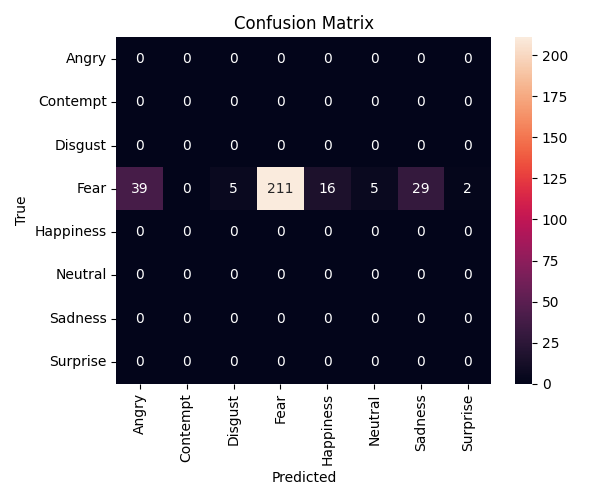 Confusion Matrix
Angry 0 0 0 0 0 0 0 0
Contempt 0 0 0 0 0 0 0 0
Disgust 0 0 0 0 0 0 0 0
Fear 39 0 5 211 16 5 29 2
Happiness 0 0 0 0 0 0 0 0
Neutral 0 0 0 0 0 0 0 0
Sadness 0 0 0 0 0 0 0 0
Surprise 0 0 0 0 0 0 0 0
True
Angry Contempt Disgust Fear Happiness Neutral Sadness Surprise
Predicted
200
175
150
125
100
75
50
25
0